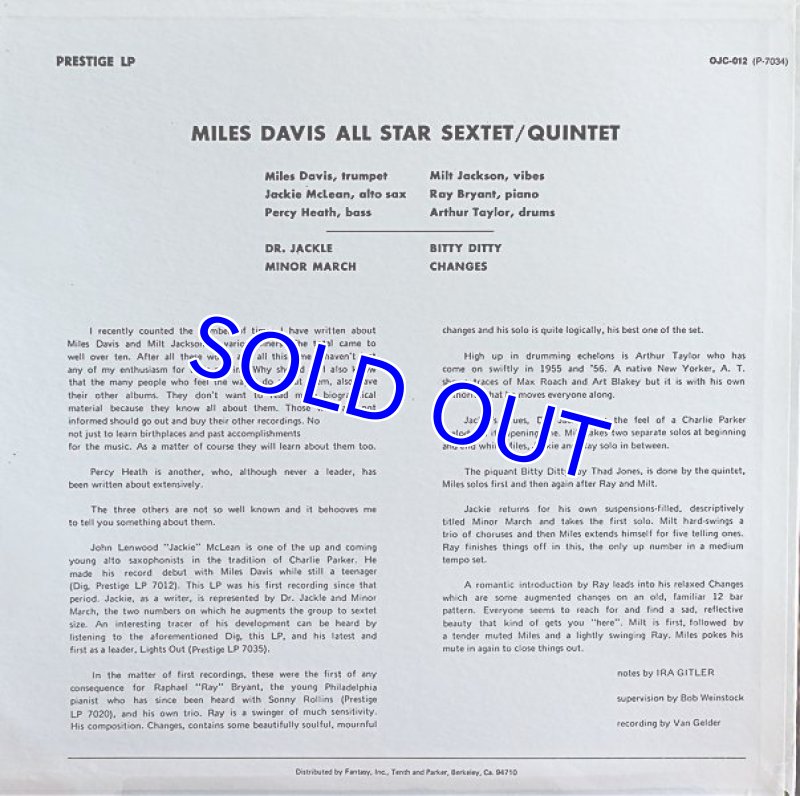 PRESTIGE LP
OJC-012 (P-7034)
MILES DAVIS ALL STAR SEXTET/QUINTET
Miles Davis, trumpet
Jackie McLean, alto sax
Percy Heath, bass
Milt Jackson, vibes
Ray Bryant, piano
Arthur Taylor, drums
DR. JACKLE
MINOR MARCH
BITTY DITTY
CHANGES
I recently counted the number of times I have written about
Miles Davis and Milt Jackson various The total came to
well over ten. After all all this haven't
any of my enthusiasm for Why I also know
that the many people who feel the way do them, also have
their other albums. They don't want to read more biographical
material because they know all about them. Those not
informed should go out and buy their other recordings. No
not just to learn birthplaces and past accomplishments
for the music. As a matter of course they will learn about them too.
Percy Heath is another, who, although never a leader, has
been written about extensively.
The three others are not so well known and it behooves me
to tell you something about them.
John Lenwood "Jackie" McLean is one of the up and coming
young alto saxophonists in the tradition of Charlie Parker. He
made his record debut with Miles Davis while still a teenager
(Dig, Prestige LP 7012). This LP was his first recording since that
period. Jackie, as a writer, is represented by Dr. Jackle and Minor
March, the two numbers on which he augments the group to sextet
size. An interesting tracer of his development can be heard by
listening to the aforementioned Dig, this LP, and his latest and
first as a leader, Lights Out (Prestige LP 7035).
In the matter of first recordings, these were the first of any
consequence for Raphael "Ray" Bryant, the young Philadelphia
pianist who has since been heard with Sonny Rollins (Prestige
LP 7020), and his own trio. Ray is a swinger of much sensitivity.
His composition. Changes, contains some beautifully soulful, mournful
changes and his solo is quite logically, his best one of the set.
High up in drumming echelons is Arthur Taylor who has
come on swiftly in 1955 and '56. A native New Yorker, A. T.
shows traces of Max Roach and Art Blakey but it is with his own
that he moves everyone along.
the feel of a Charlie Parker
opening takes two separate solos at beginning
and end while Miles, Jackie and Ray solo in between.
The piquant Bitty Ditty by Thad Jones, is done by the quintet,
Miles solos first and then again after Ray and Milt.
Jackie returns for his own suspensions-filled, descriptively
titled Minor March and takes the first solo. Milt hard-swings a
trio of choruses and then Miles extends himself for five telling ones.
Ray finishes things off in this, the only up number in a medium
tempo set.
A romantic introduction by Ray leads into his relaxed Changes
which are some augmented changes on an old, familiar 12 bar
pattern. Everyone seems to reach for and find a sad, reflective
beauty that kind of gets you "here". Milt is first, followed by
a tender muted Miles and a lightly swinging Ray. Miles pokes his
mute in again to close things out.
notes by IRA GITLER
supervision by Bob Weinstock
recording by Van Gelder
Distributed by Fantasy, Inc., Tenth and Parker, Berkeley, Ca. 94710
SOLD OUT